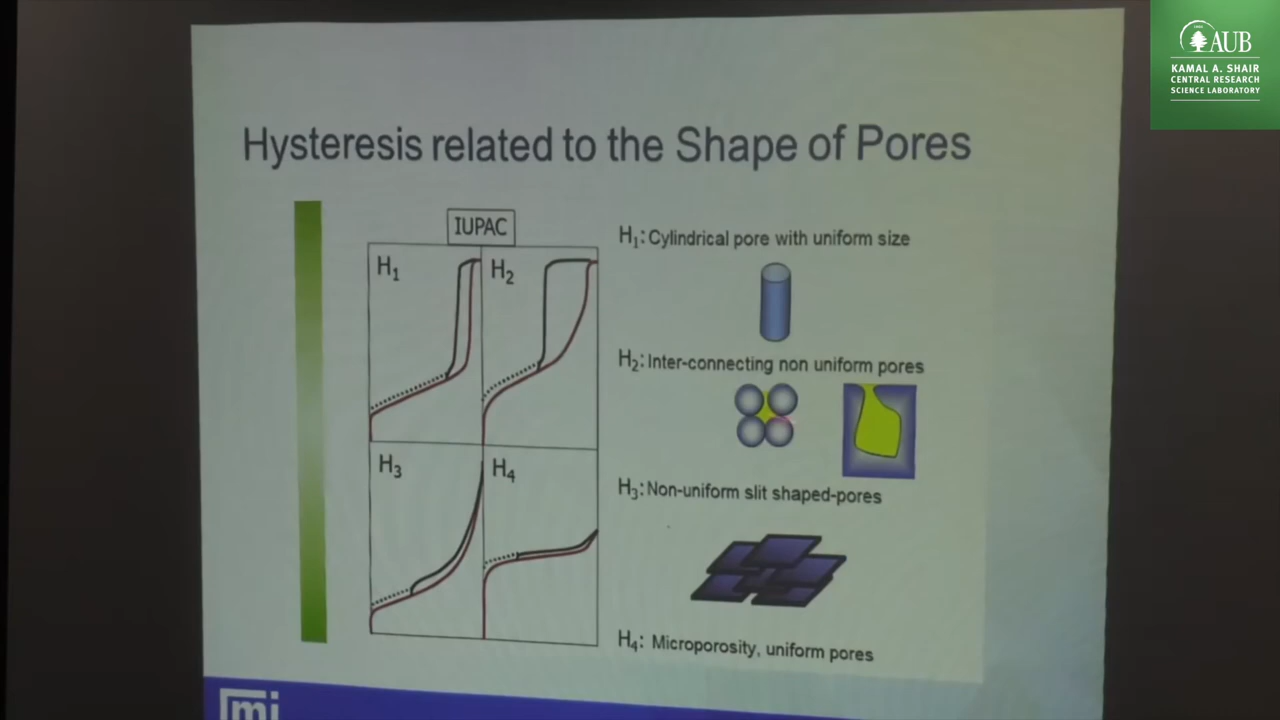 AUB
KAMAL A. SHAIR
CENTRAL RESEARCH
SCIENCE LABORATORY
Hysteresis related to the Shape of Pores
IUPAC
H₁
H₂
H₃
H₄
H₁: Cylindrical pore with uniform size
H₂: Inter-connecting non uniform pores
H₃: Non-uniform slit shaped-pores
H₄: Microporosity, uniform pores
mi